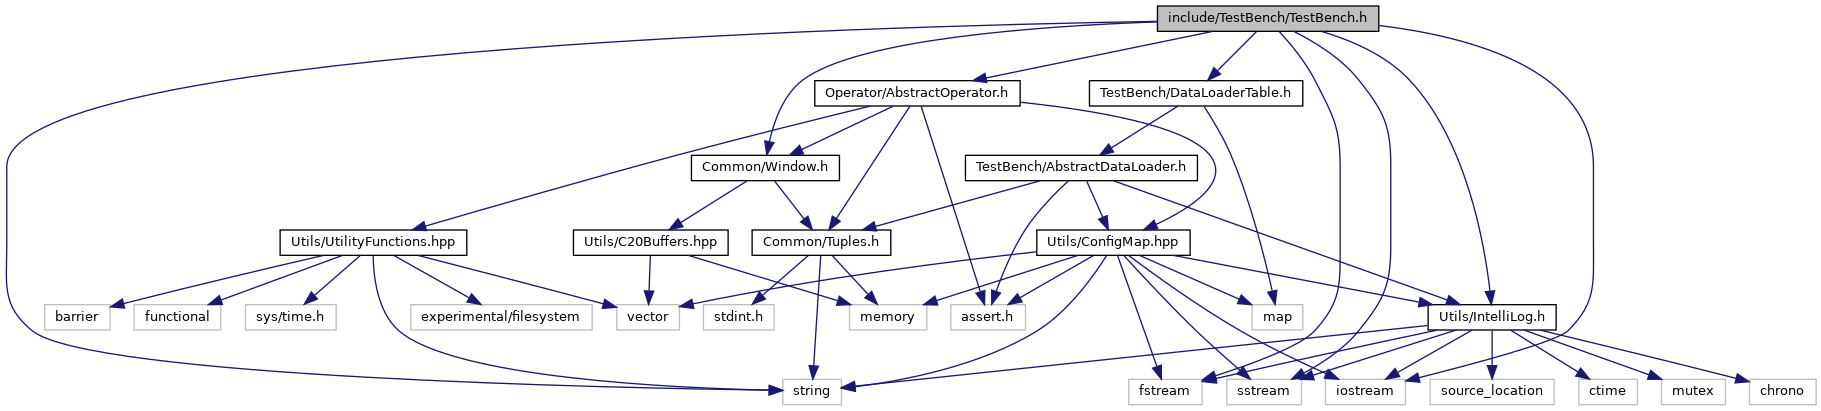 include/TestBench/TestBench.h
Operator/AbstractOperator.h
TestBench/DataLoaderTable.h
Common/Window.h
TestBench/AbstractDataLoader.h
Utils/UtilityFunctions.hpp
Utils/C20Buffers.hpp
Common/Tuples.h
Utils/ConfigMap.hpp
barrier
functional
sys/time.h
experimental/filesystem
vector
stdint.h
memory
assert.h
map
Utils/IntelliLog.h
string
fstream
sstream
iostream
source_location
ctime
mutex
chrono